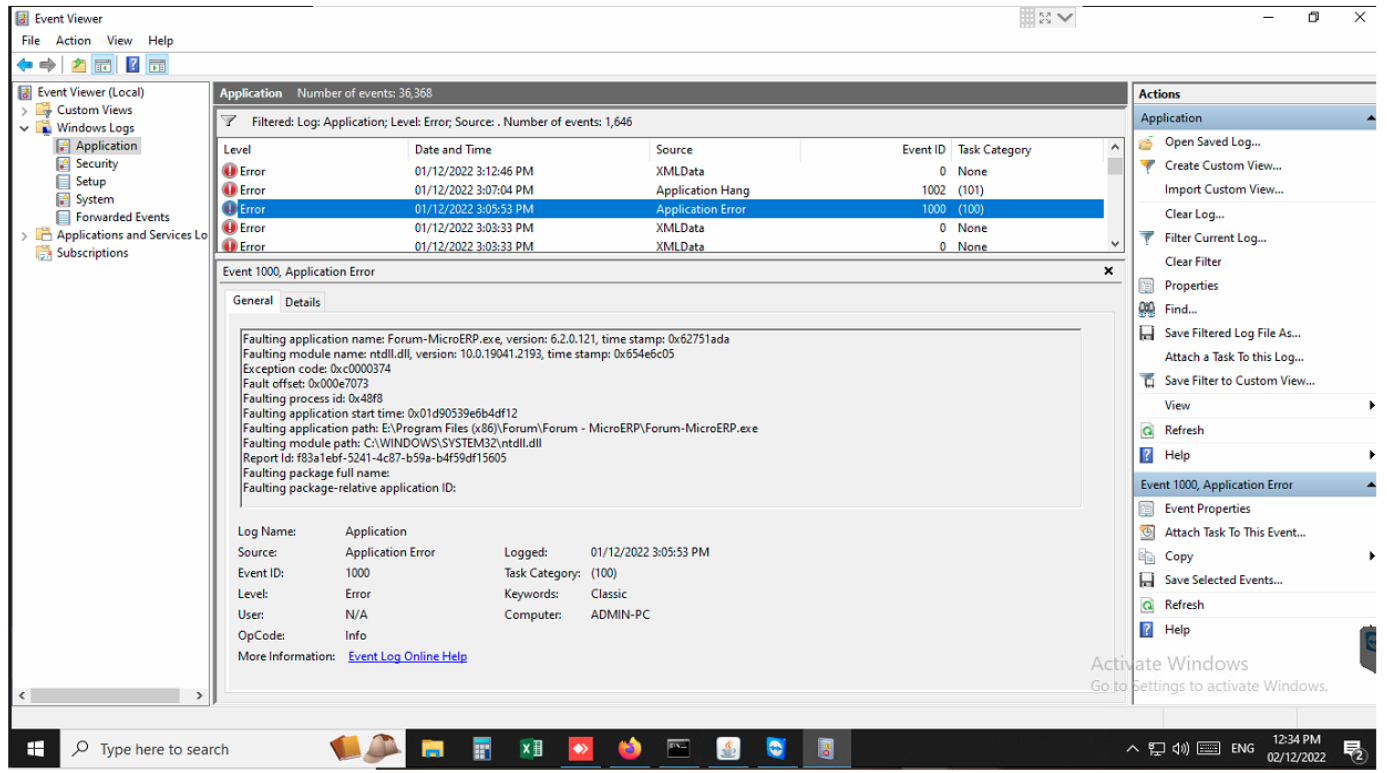 Event Viewer
File Action View Help
Event Viewer (Local)
Custom Views
Windows Logs
Application
Security
Setup
System
Forwarded Events
Applications and Services Lo
Subscriptions
Application Number of events: 36,368
Filtered: Log: Application; Level: Error; Source: . Number of events: 1,646
Level Date and Time Source Event ID Task Category
Error 01/12/2022 3:12:46 PM XMLData 0 None
Error 01/12/2022 3:07:04 PM Application Hang 1002 (101)
Error 01/12/2022 3:05:53 PM Application Error 1000 (100)
Error 01/12/2022 3:03:33 PM XMLData 0 None
Error 01/12/2022 3:03:33 PM XMLData 0 None
Event 1000, Application Error
General Details
Faulting application name: Forum-MicroERP.exe, version: 6.2.0.121, time stamp: 0x62751ada
Faulting module name: ntdll.dll, version: 10.0.19041.2193, time stamp: 0x654e6c05
Exception code: 0xc0000374
Fault offset: 0x000e7073
Faulting process id: 0x48f8
Faulting application start time: 0x01d90539e6b4df12
Faulting application path: E:\Program Files (x86)\Forum\Forum - MicroERP\Forum-MicroERP.exe
Faulting module path: C:\WINDOWS\SYSTEM32\ntdll.dll
Report Id: f83a1ebf-5241-4c87-b59a-b4f59df15605
Faulting package full name:
Faulting package-relative application ID:
Log Name: Application
Source: Application Error Logged: 01/12/2022 3:05:53 PM
Event ID: 1000 Task Category: (100)
Level: Error Keywords: Classic
User: N/A Computer: ADMIN-PC
OpCode: Info
More Information: Event Log Online Help
Actions
Application
Open Saved Log...
Create Custom View...
Import Custom View...
Clear Log...
Filter Current Log...
Clear Filter
Properties
Find...
Save Filtered Log File As...
Attach a Task To this Log...
Save Filter to Custom View...
View
Refresh
Help
Event 1000, Application Error
Event Properties
Attach Task To This Event...
Copy
Save Selected Events...
Refresh
Help
Activate Windows
Go to Settings to activate Windows.
Type here to search
ENG
12:34 PM
02/12/2022
2